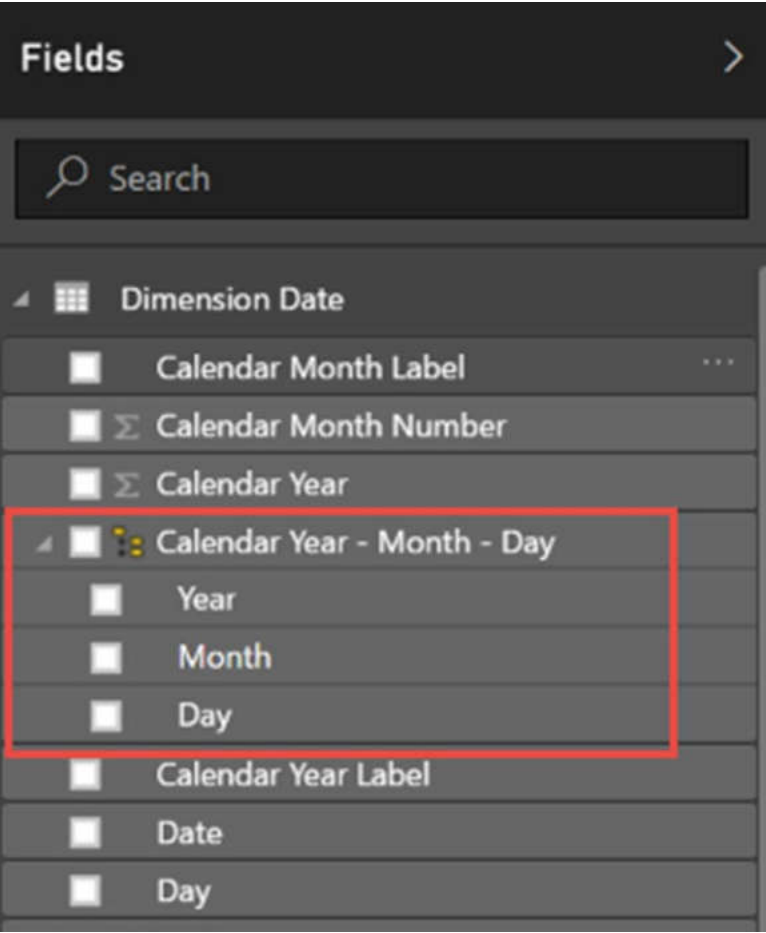 Fields
Search
Dimension Date
Calendar Month Label
Calendar Month Number
Calendar Year
Calendar Year - Month - Day
Year
Month
Day
Calendar Year Label
Date
Day